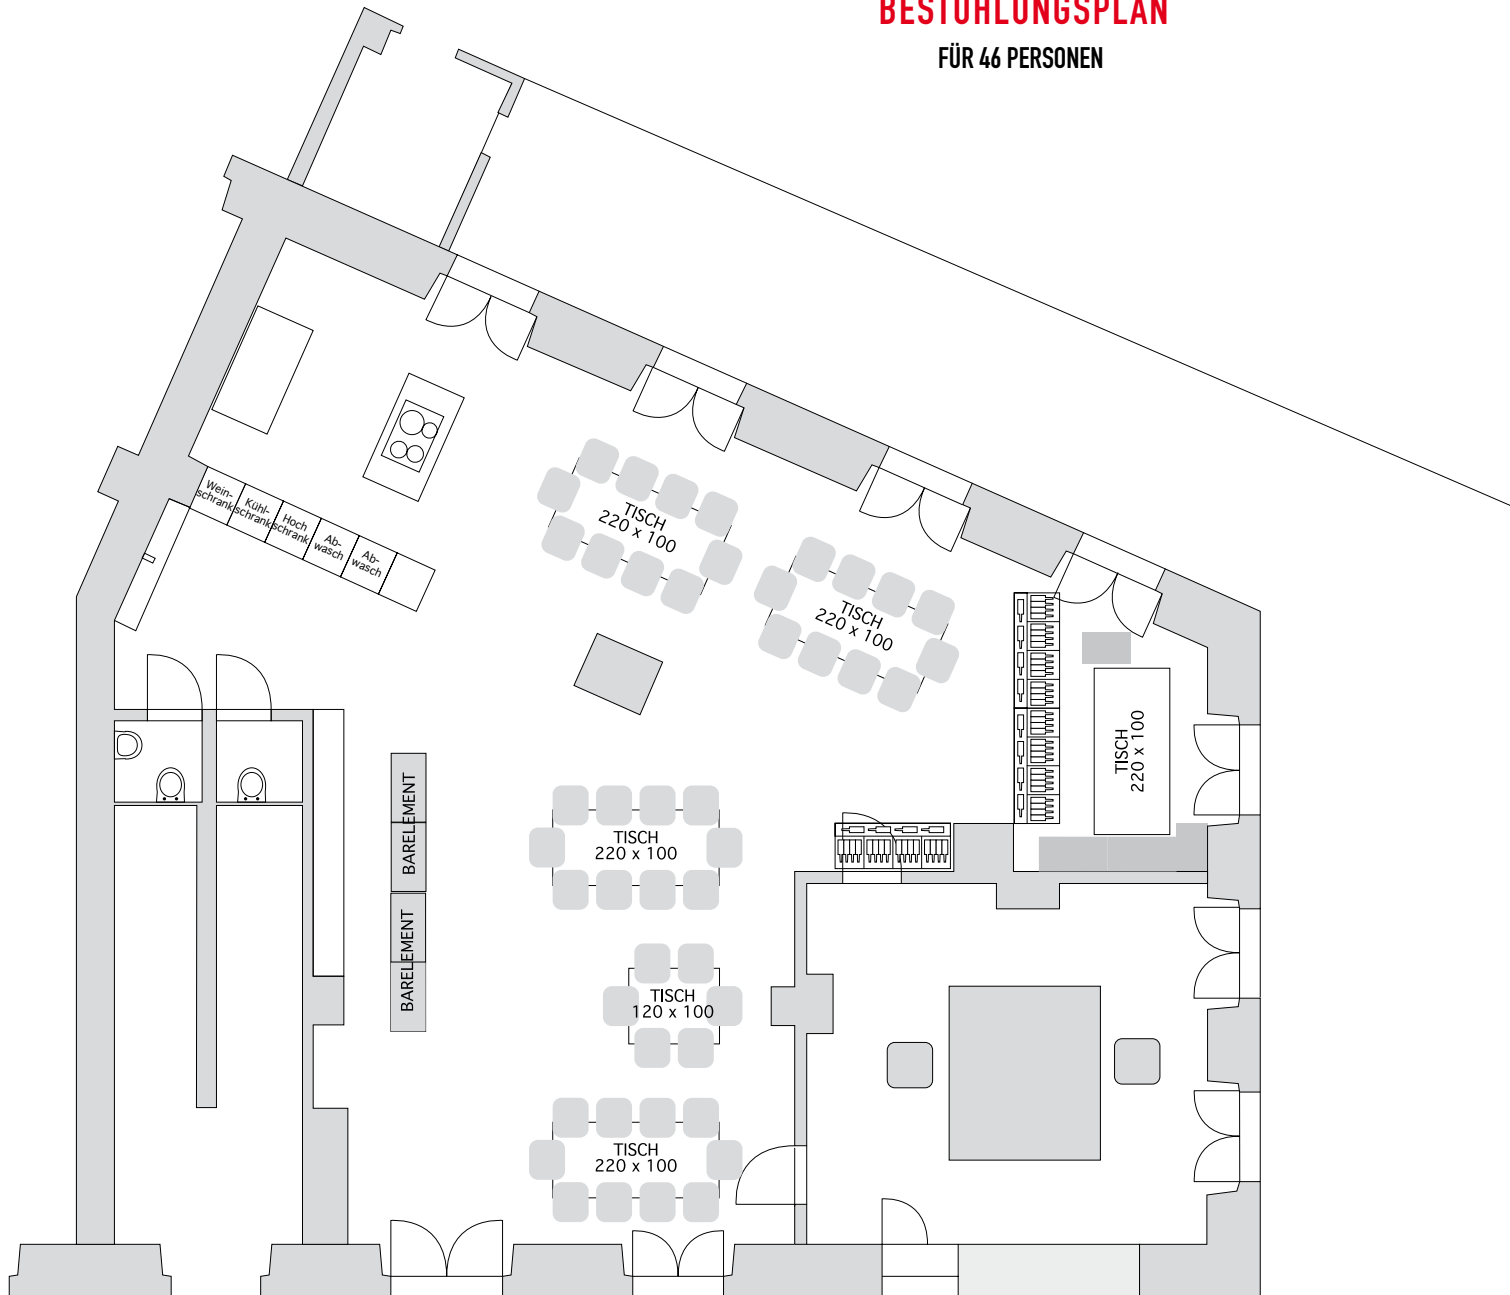 BESTUHLUNGSPLAN
FÜR 46 PERSONEN
Wein-
schrank
Kühl-
schrank
Hoch
schrank
Ab-
wasch
Ab-
wasch
TISCH
220 x 100
TISCH
220 x 100
TISCH
220 x 100
BARELEMENT
BARELEMENT
TISCH
220 x 100
TISCH
120 x 100
TISCH
220 x 100